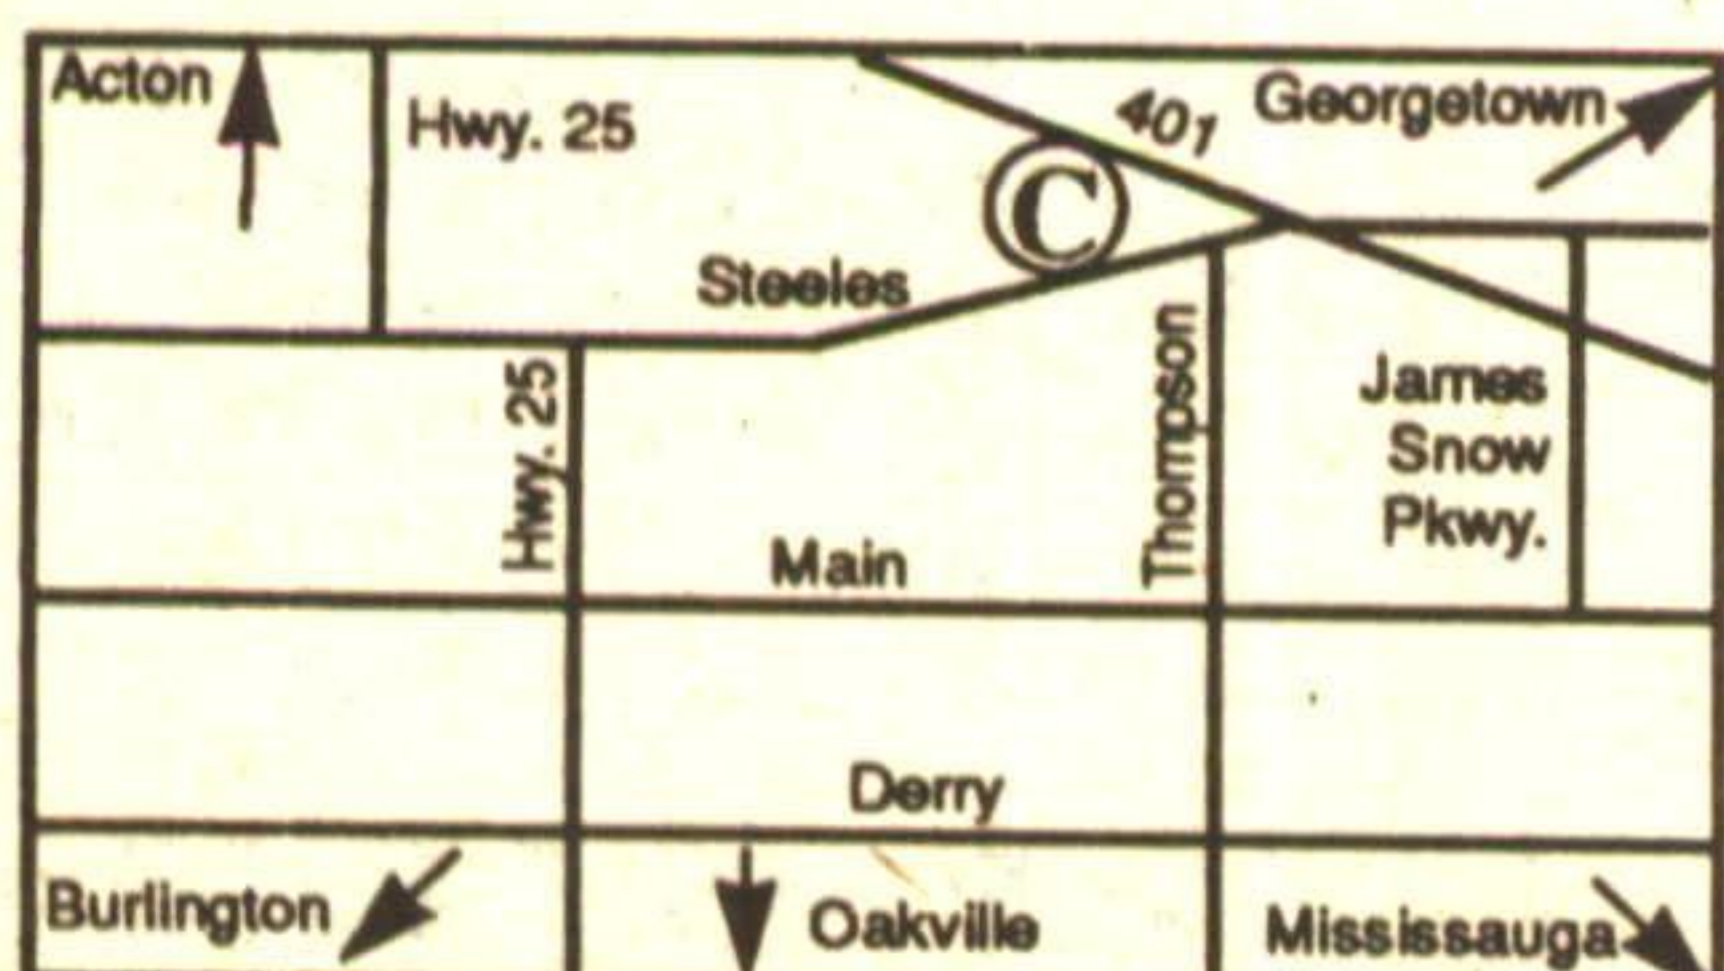 Acton
Hwy. 25
401
Georgetown
C
Steeles
Hwy. 25
Thompson
James
Snow
Pkwy.
Main
Derry
Burlington
Oakville
Mississauga